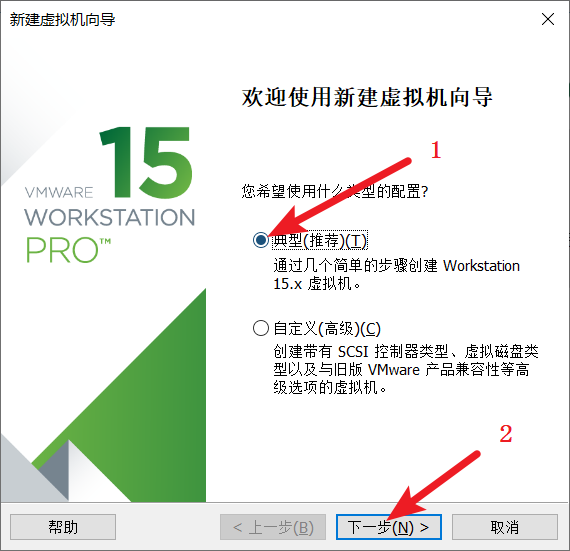 新建虚拟机向导
15
VMWARE
WORKSTATION
PRO™
欢迎使用新建虚拟机向导
1
您希望使用什么类型的配置?
典型(推荐)(T)
通过几个简单的步骤创建 Workstation
15.x 虚拟机。
自定义(高级)(C)
创建带有 SCSI 控制器类型、虚拟磁盘类
型以及与旧版 VMware 产品兼容性等高
级选项的虚拟机。
2
帮助
< 上一步(B)
下一步(N) >
取消